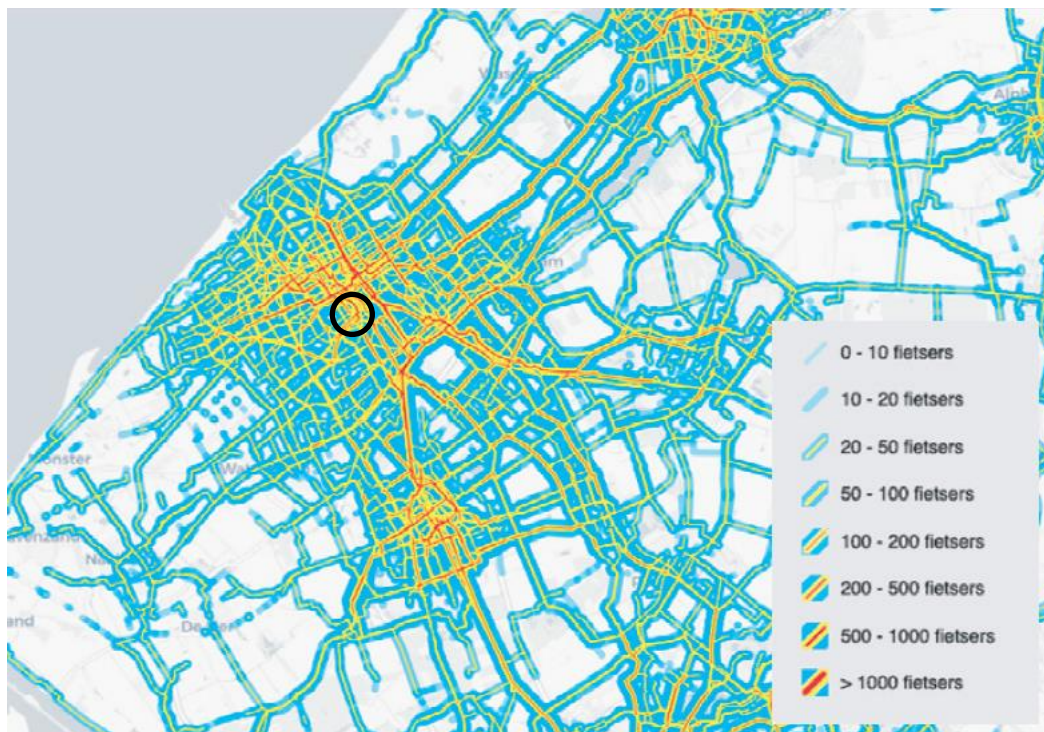 Monster
0 - 10 fietsers
10 - 20 fietsers
20 - 50 fietsers
50 - 100 fietsers
100 - 200 fietsers
200 - 500 fietsers
500 - 1000 fietsers
> 1000 fietsers